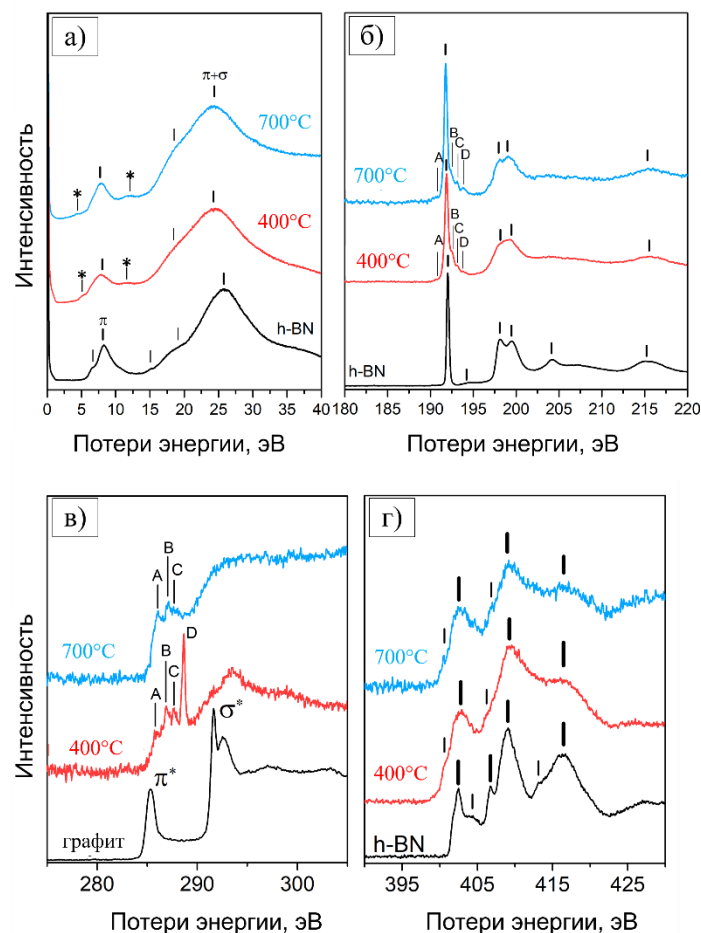 а)
π+σ
700°C
*
*
400°C
*
*
π
h-BN
Интенсивность
0 5 10 15 20 25 30 35 40
Потери энергии, эВ
б)
A B C D
700°C
A B C D
400°C
h-BN
180 185 190 195 200 205 210 215 220
Потери энергии, эВ
в)
A B C
700°C
A B C D
400°C
π*
σ*
графит
Интенсивность
280 290 300
Потери энергии, эВ
г)
700°C
400°C
h-BN
395 405 415 425
Потери энергии, эВ